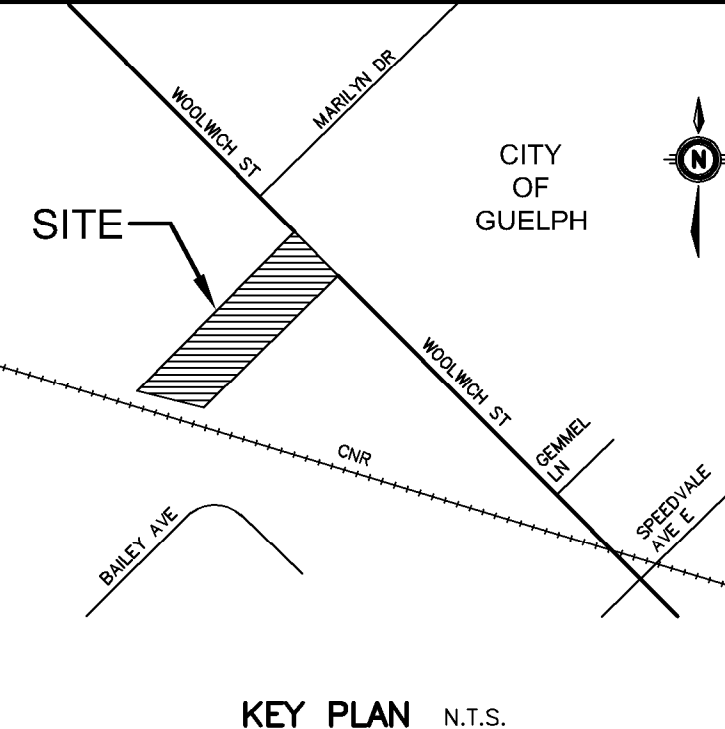 MARILYN DR
WOOLWICH ST
CITY
OF
GUELPH
N
SITE
WOOLWICH ST
GEMMEL
LN
CNR
SPEEDVALE
AVE E
BAILEY AVE
KEY PLAN N.T.S.